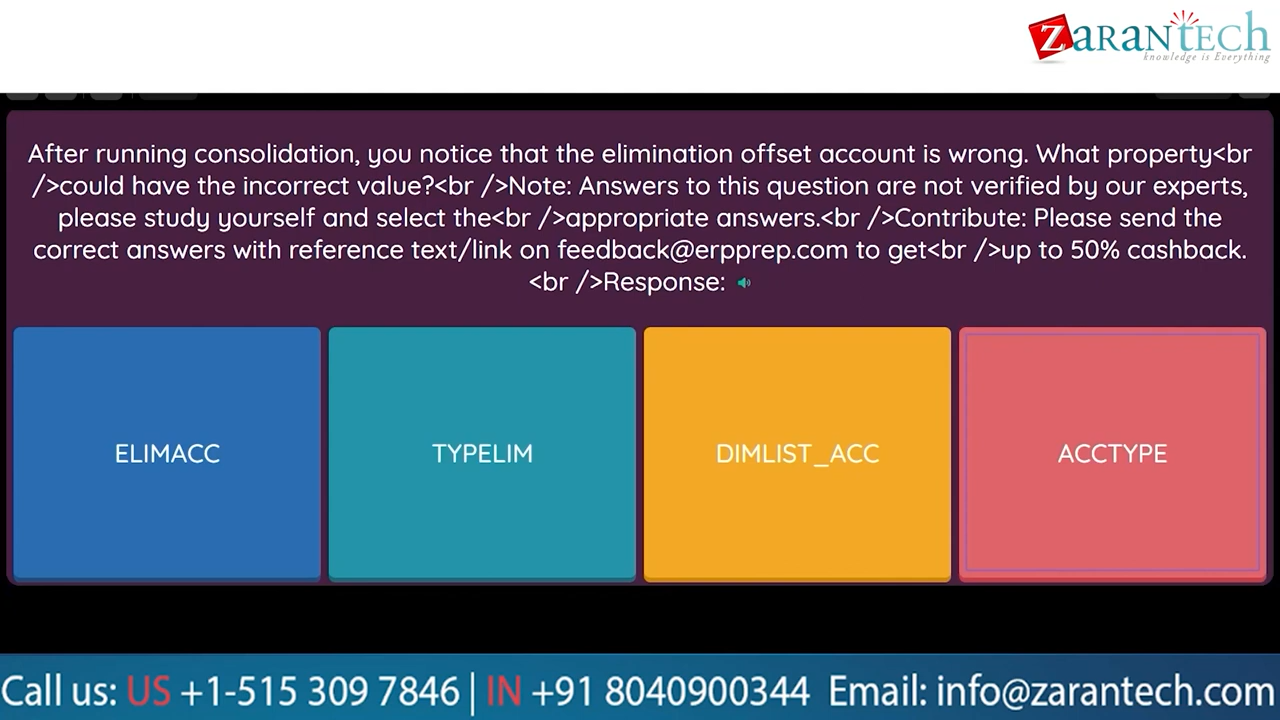 ZARANTECH
knowledge is Everything
After running consolidation, you notice that the elimination offset account is wrong. What property<br
/>could have the incorrect value?<br />Note: Answers to this question are not verified by our experts,
please study yourself and select the<br />appropriate answers.<br />Contribute: Please send the
correct answers with reference text/link on feedback@erpprep.com to get<br />up to 50% cashback.
<br />Response:
ELIMACC
TYPELIM
DIMLIST_ACC
ACCTYPE
Call us: US +1-515 309 7846 | IN +91 8040900344 Email: info@zarantech.com